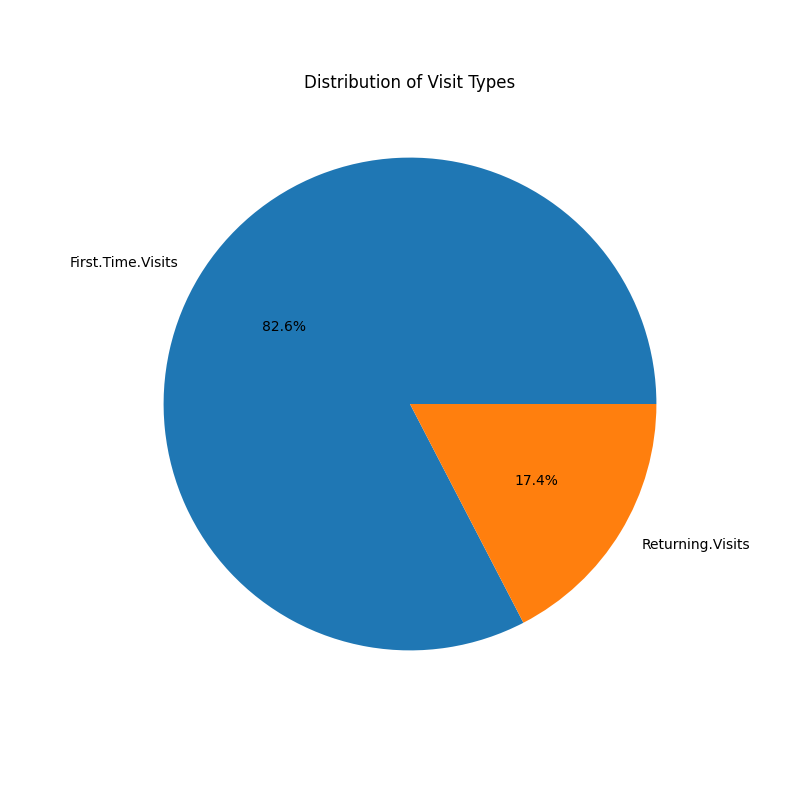 Distribution of Visit Types
First.Time.Visits
82.6%
17.4%
Returning.Visits